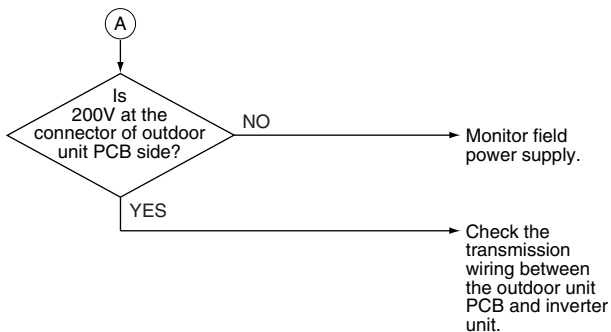 A
Is
200V at the
connector of outdoor
unit PCB side?
NO
Monitor field
power supply.
YES
Check the
transmission
wiring between
the outdoor unit
PCB and inverter
unit.